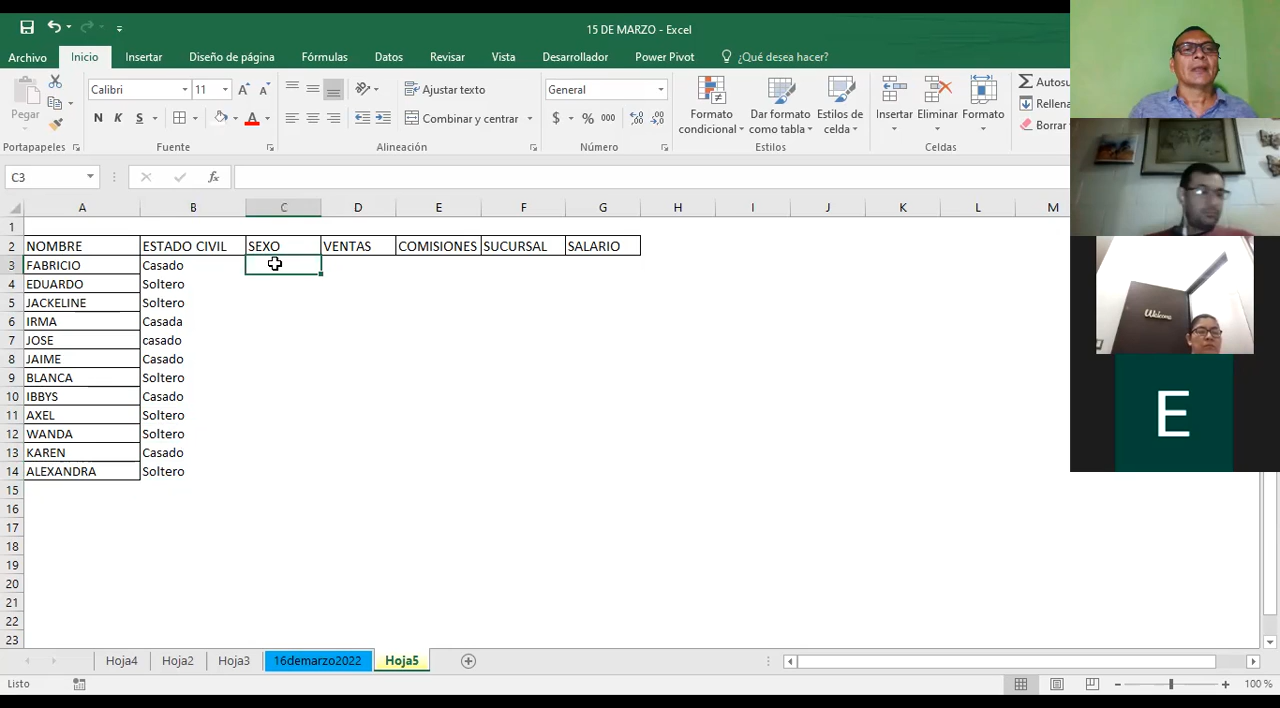 15 DE MARZO - Excel
Archivo Inicio Insertar Diseño de página Fórmulas Datos Revisar Vista Desarrollador Power Pivot ¿Qué desea hacer?
Calibri 11 Ajustar texto General Autosu
Pegar Formato condicional Dar formato como tabla Estilos de celda Insertar Eliminar Formato Rellena
N K S A Combinar y centrar $ % 000 Borrar
Portapapeles Fuente Alineación Número Estilos Celdas
C3 fx
A B C D E F G H I J K L M
1
2 NOMBRE ESTADO CIVIL SEXO VENTAS COMISIONES SUCURSAL SALARIO
3 FABRICIO Casado
4 EDUARDO Soltero
5 JACKELINE Soltero
6 IRMA Casada
7 JOSE casado
8 JAIME Casado
9 BLANCA Soltero
10 IBBYS Casado
11 AXEL Soltero
12 WANDA Soltero
13 KAREN Casado
14 ALEXANDRA Soltero
15
16
17
18
19
20
21
22
23
Hoja4 Hoja2 Hoja3 16demarzo2022 Hoja5
Listo 100 %
Welcome
E